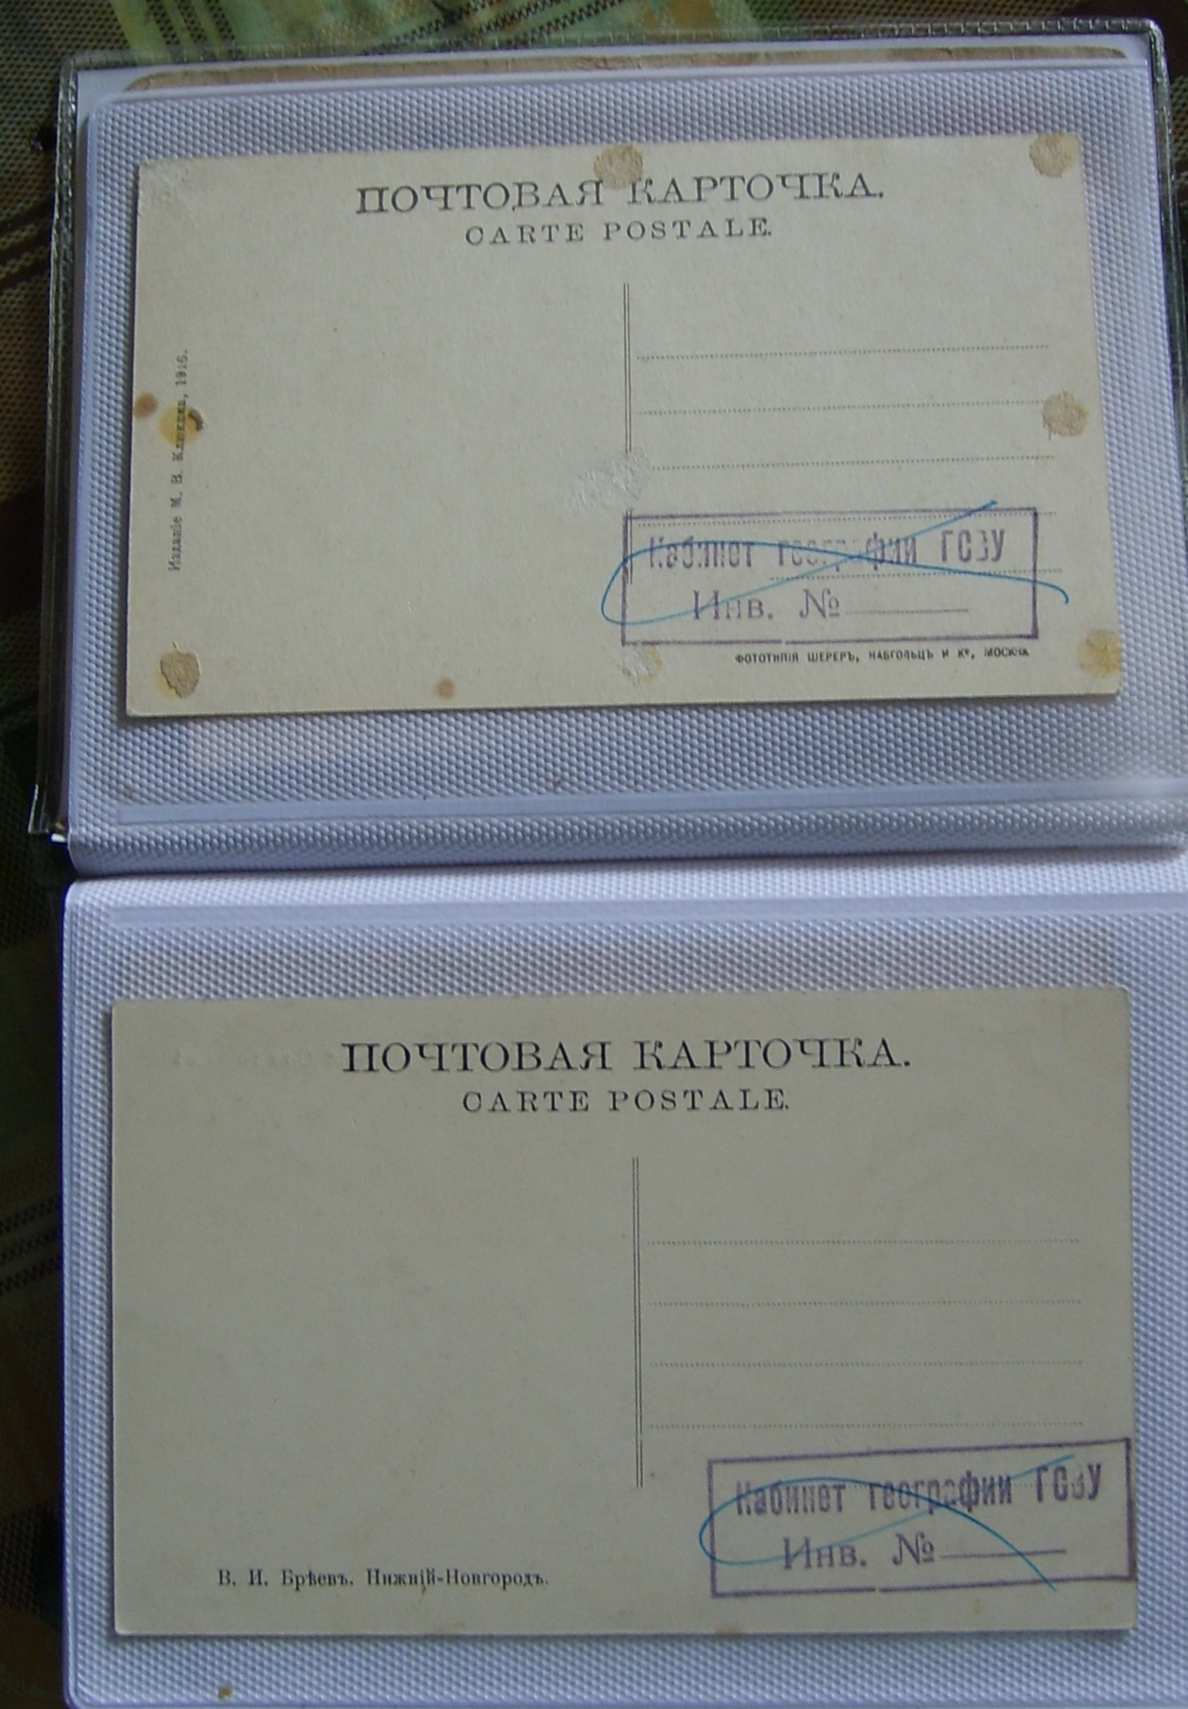 ПОЧТОВАЯ КАРТОЧКА.
CARTE POSTALE.
Изданіе М. В. Клюкина, 1916.
Кабинет географии ГСЗУ
Инв. №
ФОТОТИПІЯ ШЕРЕРЪ, НАБГОЛЬЦЪ И Кº, МОСКВА
ПОЧТОВАЯ КАРТОЧКА.
CARTE POSTALE.
Кабинет географии ГСЗУ
Инв. №
В. И. Брѣевъ. Нижній-Новгородъ.